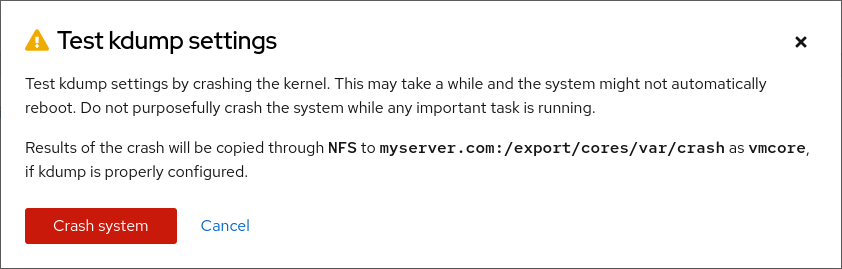 Test kdump settings
Test kdump settings by crashing the kernel. This may take a while and the system might not automatically
reboot. Do not purposefully crash the system while any important task is running.
Results of the crash will be copied through NFS to myserver.com:/export/cores/var/crash as vmcore,
if kdump is properly configured.
Crash system
Cancel